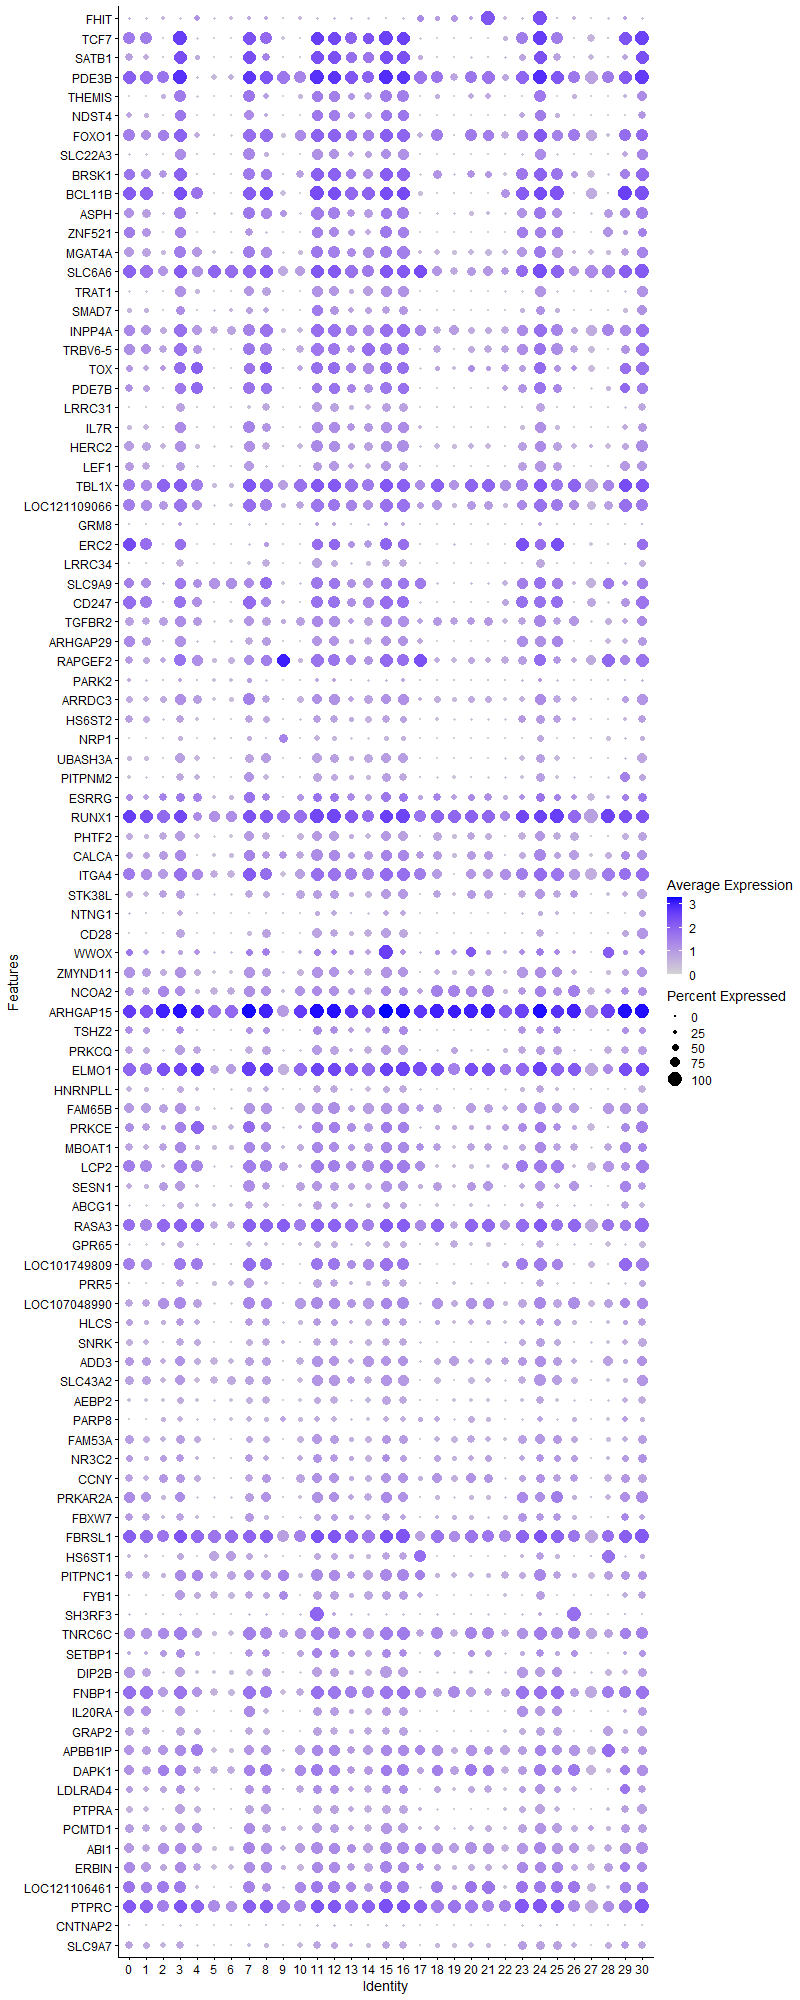 FHIT
TCF7
SATB1
PDE3B
THEMIS
NDST4
FOXO1
SLC22A3
BRSK1
BCL11B
ASPH
ZNF521
MGAT4A
SLC6A6
TRAT1
SMAD7
INPP4A
TRBV6-5
TOX
PDE7B
LRRC31
IL7R
HERC2
LEF1
TBL1X
LOC121109066
GRM8
ERC2
LRRC34
SLC9A9
CD247
TGFBR2
ARHGAP29
RAPGEF2
PARK2
ARRDC3
HS6ST2
NRP1
UBASH3A
PITPNM2
ESRRG
RUNX1
PHTF2
CALCA
ITGA4
STK38L
NTNG1
CD28
WWOX
ZMYND11
NCOA2
ARHGAP15
TSHZ2
PRKCQ
ELMO1
HNRNPLL
FAM65B
PRKCE
MBOAT1
LCP2
SESN1
ABCG1
RASA3
GPR65
LOC101749809
PRR5
LOC107048990
HLCS
SNRK
ADD3
SLC43A2
AEBP2
PARP8
FAM53A
NR3C2
CCNY
PRKAR2A
FBXW7
FBRSL1
HS6ST1
PITPNC1
FYB1
SH3RF3
TNRC6C
SETBP1
DIP2B
FNBP1
IL20RA
GRAP2
APBB1IP
DAPK1
LDLRAD4
PTPRA
PCMTD1
ABI1
ERBIN
LOC121106461
PTPRC
CNTNAP2
SLC9A7
Features
0 1 2 3 4 5 6 7 8 9 10 11 12 13 14 15 16 17 18 19 20 21 22 23 24 25 26 27 28 29 30
Identity
Average Expression
3
2
1
0
Percent Expressed
0
25
50
75
100